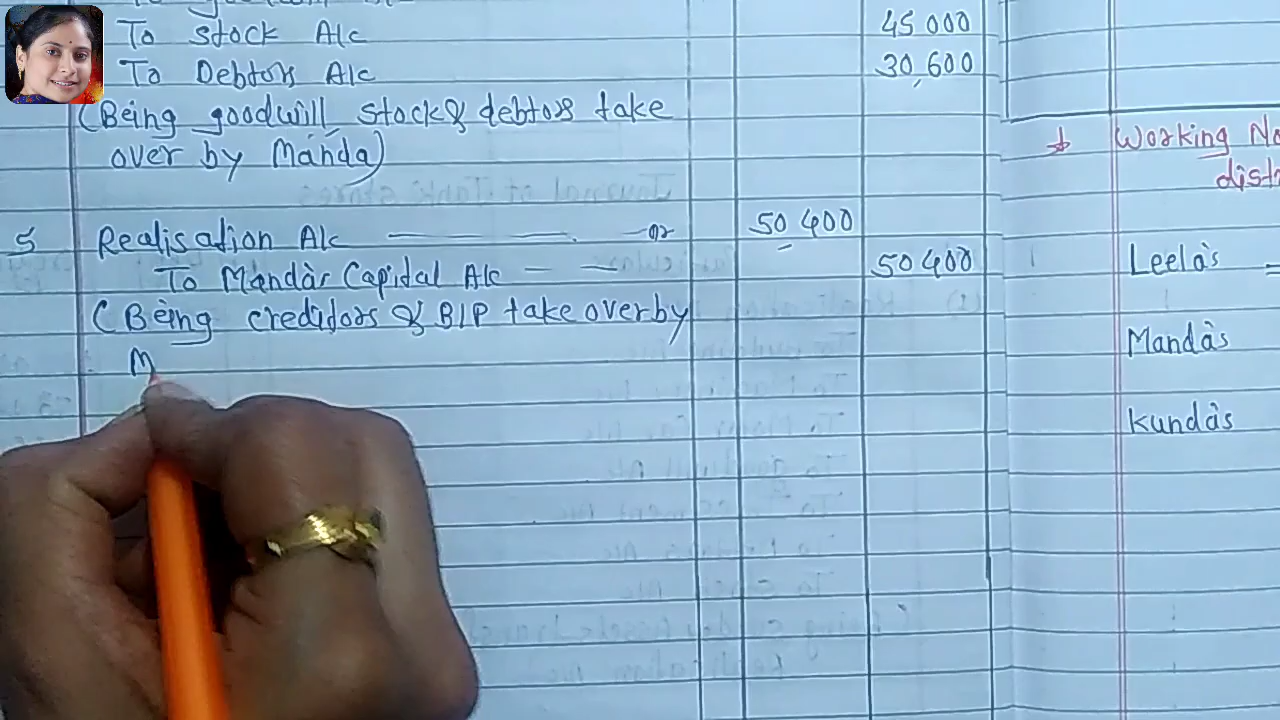 To Stock A/c 45 000
To Debtors A/c 30,600
(Being goodwill, stock & debtors take
over by Manda)
5 Realisation A/c Dr 50 400
To Manda's Capital A/c 50 400
(Being creditors & B/P take over by
M
Working No
distr
Leela's =
Manda's
Kunda's